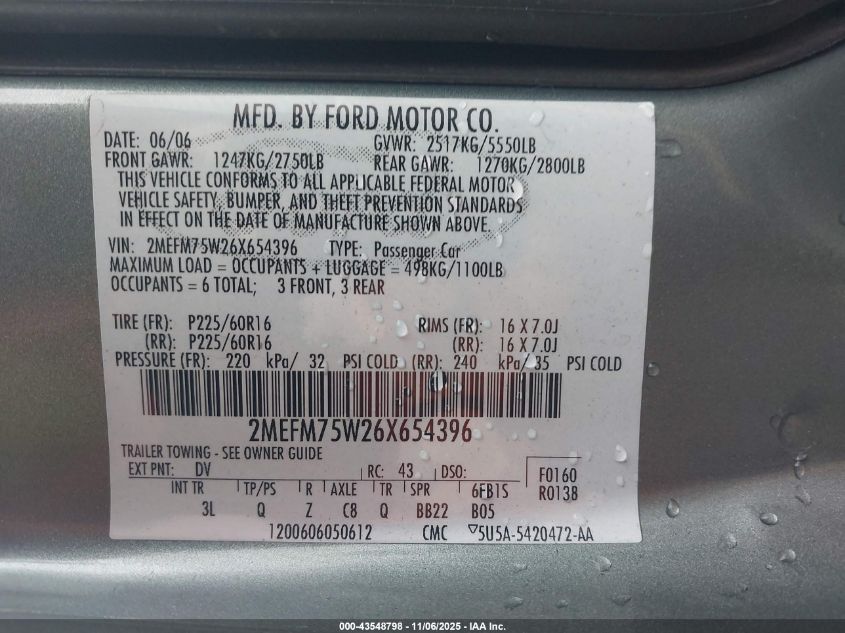 MFD. BY FORD MOTOR CO.
DATE: 06/06 GVWR: 2517KG/5550LB
FRONT GAWR: 1247KG/2750LB REAR GAWR: 1270KG/2800LB
THIS VEHICLE CONFORMS TO ALL APPLICABLE FEDERAL MOTOR
VEHICLE SAFETY, BUMPER, AND THEFT PREVENTION STANDARDS
IN EFFECT ON THE DATE OF MANUFACTURE SHOWN ABOVE.
VIN: 2MEFM75W26X654396 TYPE: Passenger Car
MAXIMUM LOAD = OCCUPANTS + LUGGAGE = 498KG/1100LB
OCCUPANTS = 6 TOTAL; 3 FRONT, 3 REAR
TIRE (FR): P225/60R16 RIMS (FR): 16 X 7.0J
(RR): P225/60R16 (RR): 16 X 7.0J
PRESSURE (FR): 220 kPa/ 32 PSI COLD (RR): 240 kPa/ 35 PSI COLD
2MEFM75W26X654396
TRAILER TOWING - SEE OWNER GUIDE
EXT PNT: DV RC: 43 DSO: F0160
INT TR TP/PS R AXLE TR SPR 6FB1S R0138
3L Q Z C8 Q BB22 B05
1200606050612 CMC ▽5U5A-5420472-AA
000-43548798 - 11/06/2025 - IAA Inc.